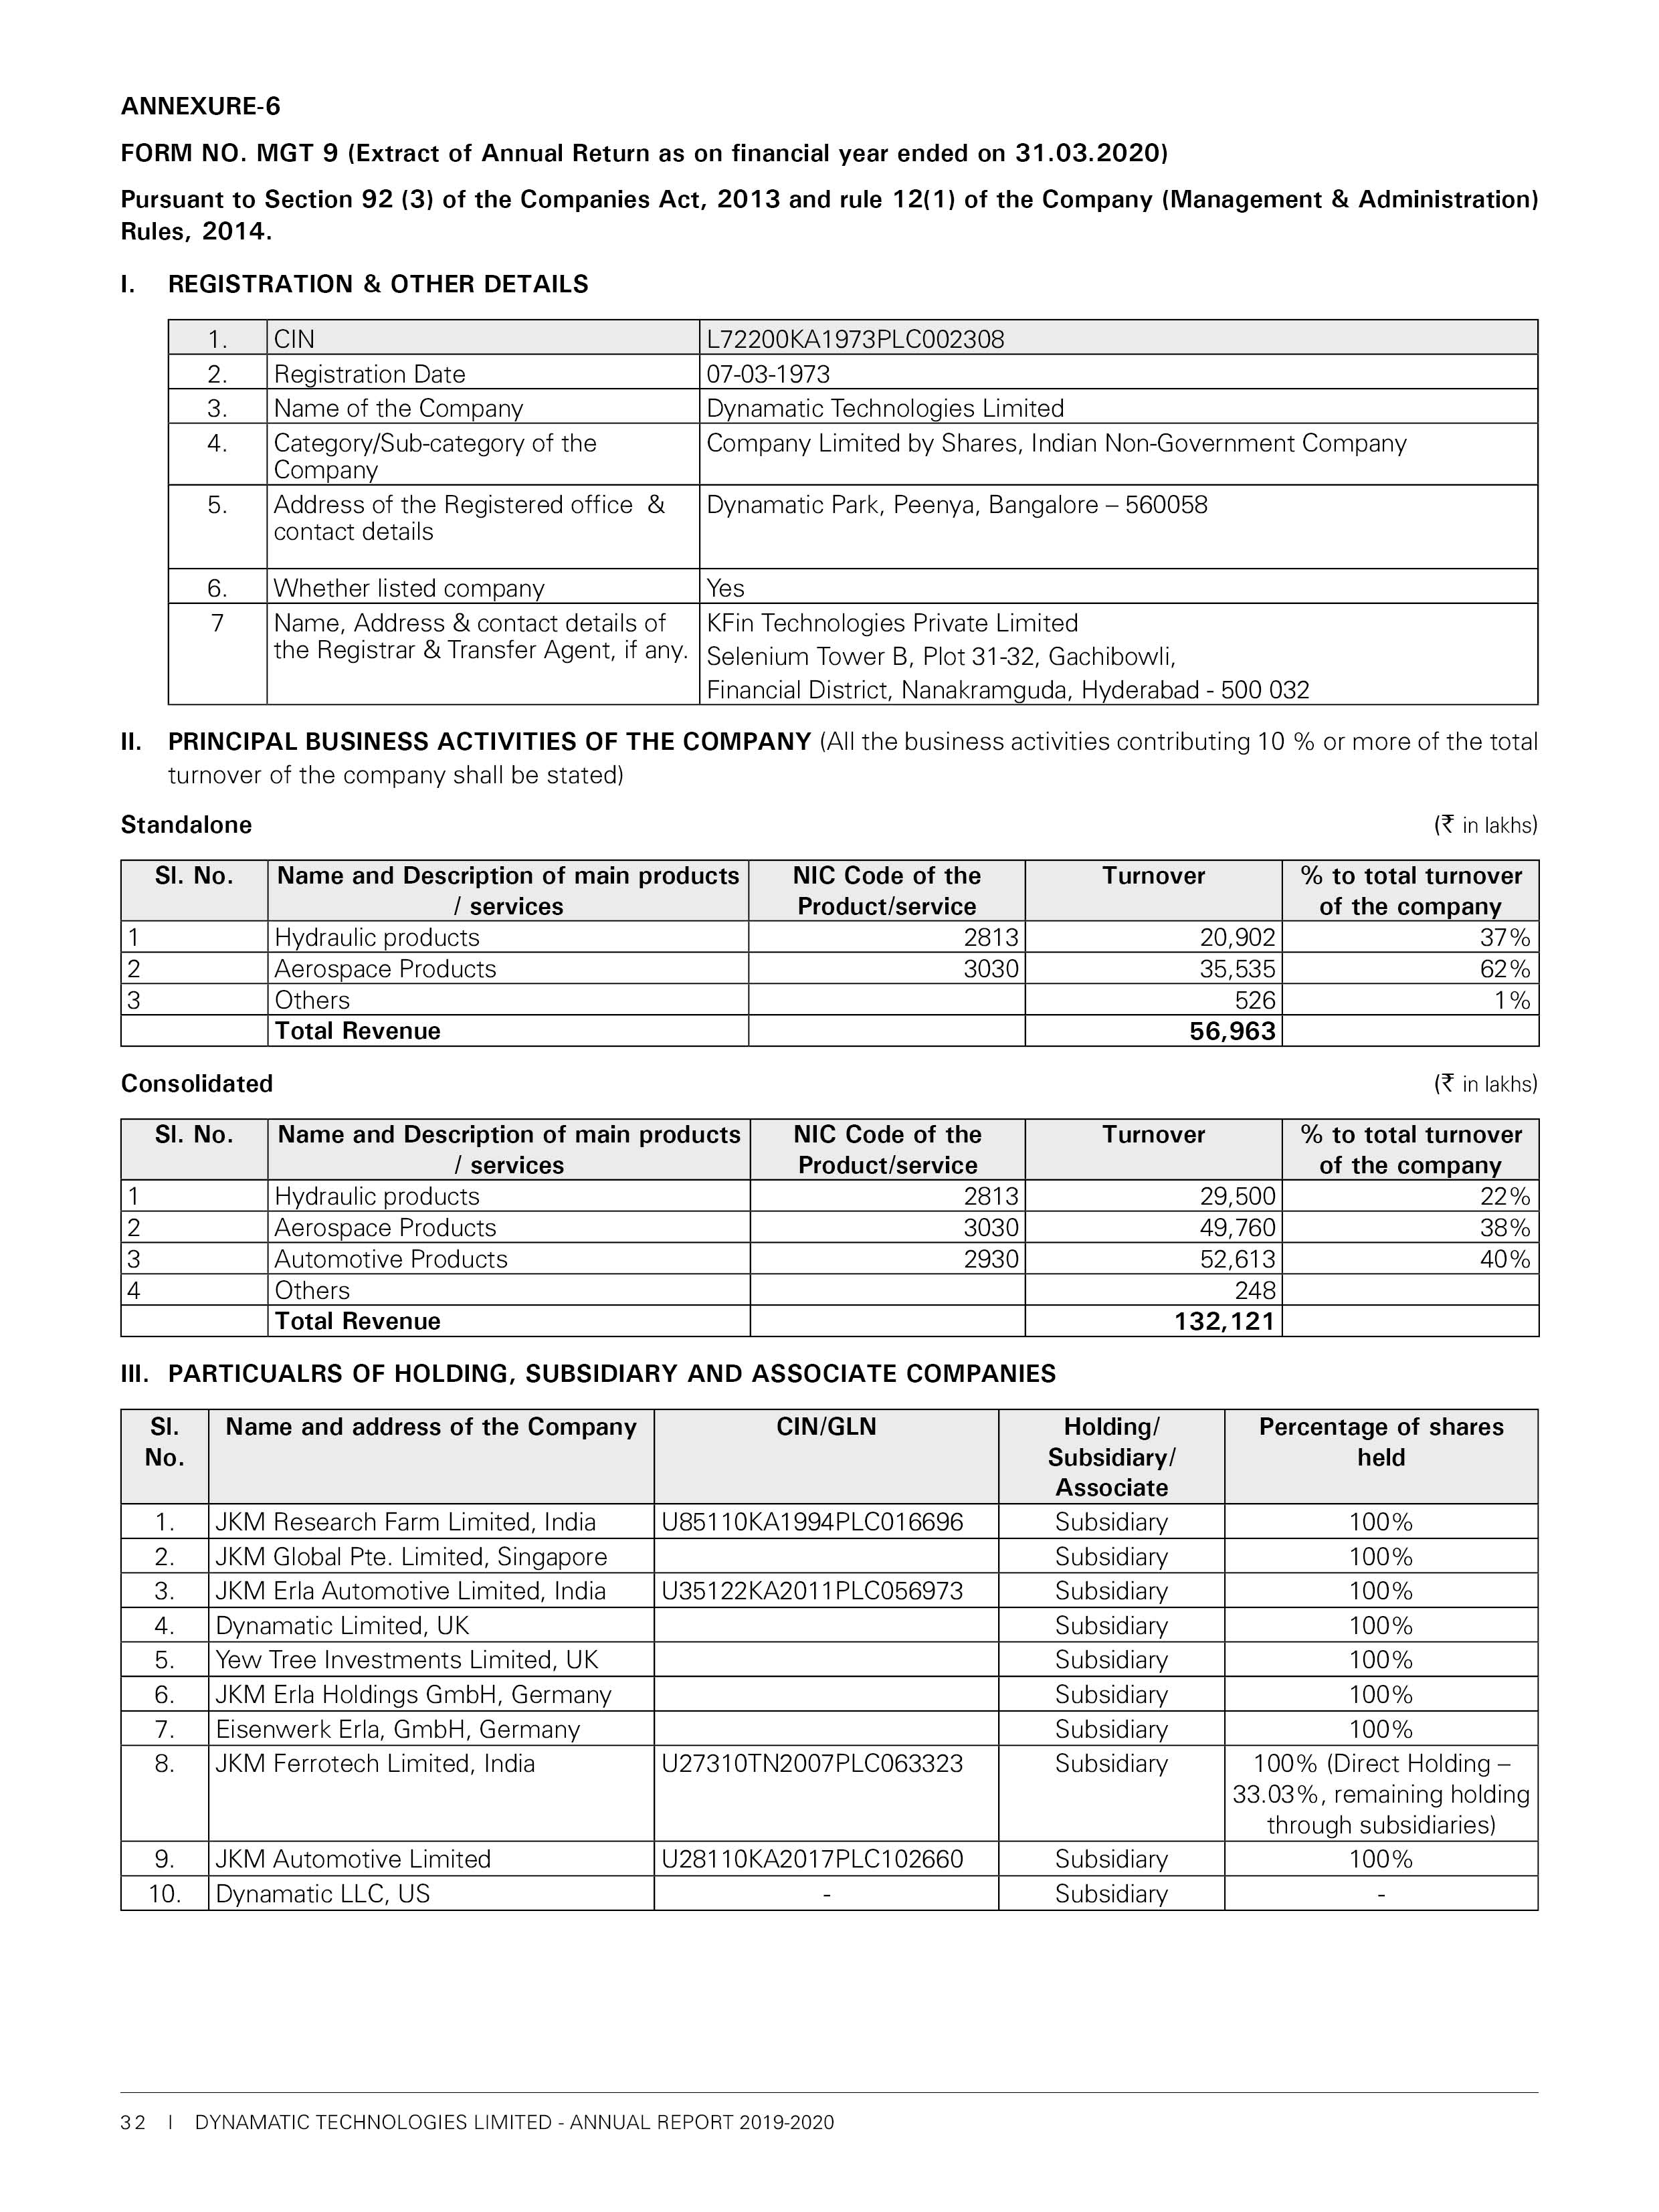 ANNEXURE-6
FORM NO. MGT 9 (Extract of Annual Return as on financial year ended on 31.03.2020)
Pursuant to Section 92 (3) of the Companies Act, 2013 and rule 12(1) of the Company (Management & Administration)
Rules, 2014.
I. REGISTRATION & OTHER DETAILS
1. CIN L72200KA1973PLC002308
2. Registration Date 07-03-1973
3. Name of the Company Dynamatic Technologies Limited
4. Category/Sub-category of the Company Limited by Shares, Indian Non-Government Company
Company
5. Address of the Registered office & Dynamatic Park, Peenya, Bangalore – 560058
contact details
6. Whether listed company Yes
7 Name, Address & contact details of KFin Technologies Private Limited
the Registrar & Transfer Agent, if any. Selenium Tower B, Plot 31-32, Gachibowli,
Financial District, Nanakramguda, Hyderabad - 500 032
II. PRINCIPAL BUSINESS ACTIVITIES OF THE COMPANY (All the business activities contributing 10 % or more of the total
turnover of the company shall be stated)
Standalone (₹ in lakhs)
Sl. No. Name and Description of main products NIC Code of the Turnover % to total turnover
/ services Product/service of the company
1 Hydraulic products 2813 20,902 37%
2 Aerospace Products 3030 35,535 62%
3 Others 526 1%
Total Revenue 56,963
Consolidated (₹ in lakhs)
Sl. No. Name and Description of main products NIC Code of the Turnover % to total turnover
/ services Product/service of the company
1 Hydraulic products 2813 29,500 22%
2 Aerospace Products 3030 49,760 38%
3 Automotive Products 2930 52,613 40%
4 Others 248
Total Revenue 132,121
III. PARTICUALRS OF HOLDING, SUBSIDIARY AND ASSOCIATE COMPANIES
Sl. Name and address of the Company CIN/GLN Holding/ Percentage of shares
No. Subsidiary/ held
Associate
1. JKM Research Farm Limited, India U85110KA1994PLC016696 Subsidiary 100%
2. JKM Global Pte. Limited, Singapore Subsidiary 100%
3. JKM Erla Automotive Limited, India U35122KA2011PLC056973 Subsidiary 100%
4. Dynamatic Limited, UK Subsidiary 100%
5. Yew Tree Investments Limited, UK Subsidiary 100%
6. JKM Erla Holdings GmbH, Germany Subsidiary 100%
7. Eisenwerk Erla, GmbH, Germany Subsidiary 100%
8. JKM Ferrotech Limited, India U27310TN2007PLC063323 Subsidiary 100% (Direct Holding –
33.03%, remaining holding
through subsidiaries)
9. JKM Automotive Limited U28110KA2017PLC102660 Subsidiary 100%
10. Dynamatic LLC, US - Subsidiary -
32 I DYNAMATIC TECHNOLOGIES LIMITED - ANNUAL REPORT 2019-2020